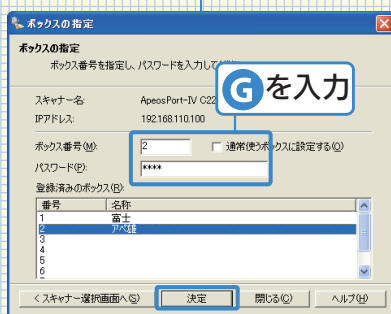 ボックスの指定
ボックスの指定
ボックス番号を指定し、パスワードを入力して
Gを入力
スキャナー名: ApeosPort-IV C22
IPアドレス: 192.168.110.100
ボックス番号(M): 2 通常使うボックスに設定する(O)
パスワード(P): ****
登録済みのボックス(R):
番号 名称
1 富士
2 アペ雄
3
4
5
6
< スキャナー選択画面へ(S) 決定 閉じる(C) ヘルプ(H)